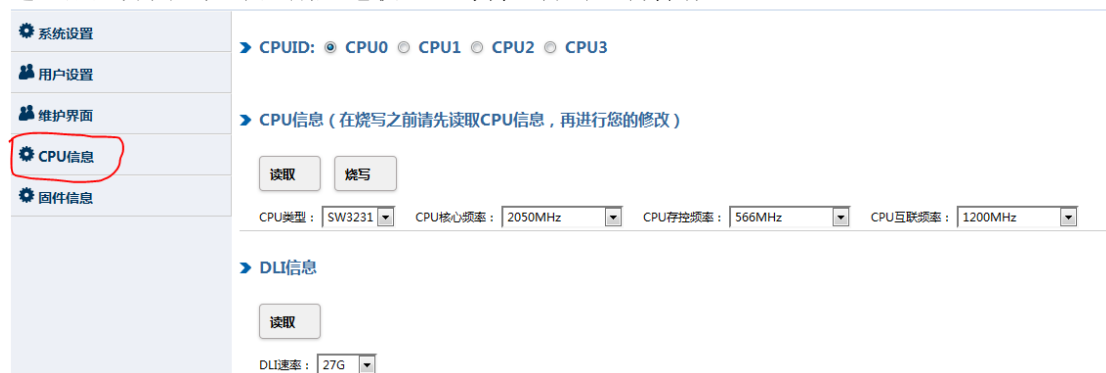 系统设置
用户设置
维护界面
CPU信息
固件信息
CPUID: CPU0 CPU1 CPU2 CPU3
CPU信息（在烧写之前请先读取CPU信息，再进行您的修改）
读取 烧写
CPU类型： SW3231 CPU核心频率： 2050MHz CPU存控频率： 566MHz CPU互联频率： 1200MHz
DLI信息
读取
DLI速率： 27G